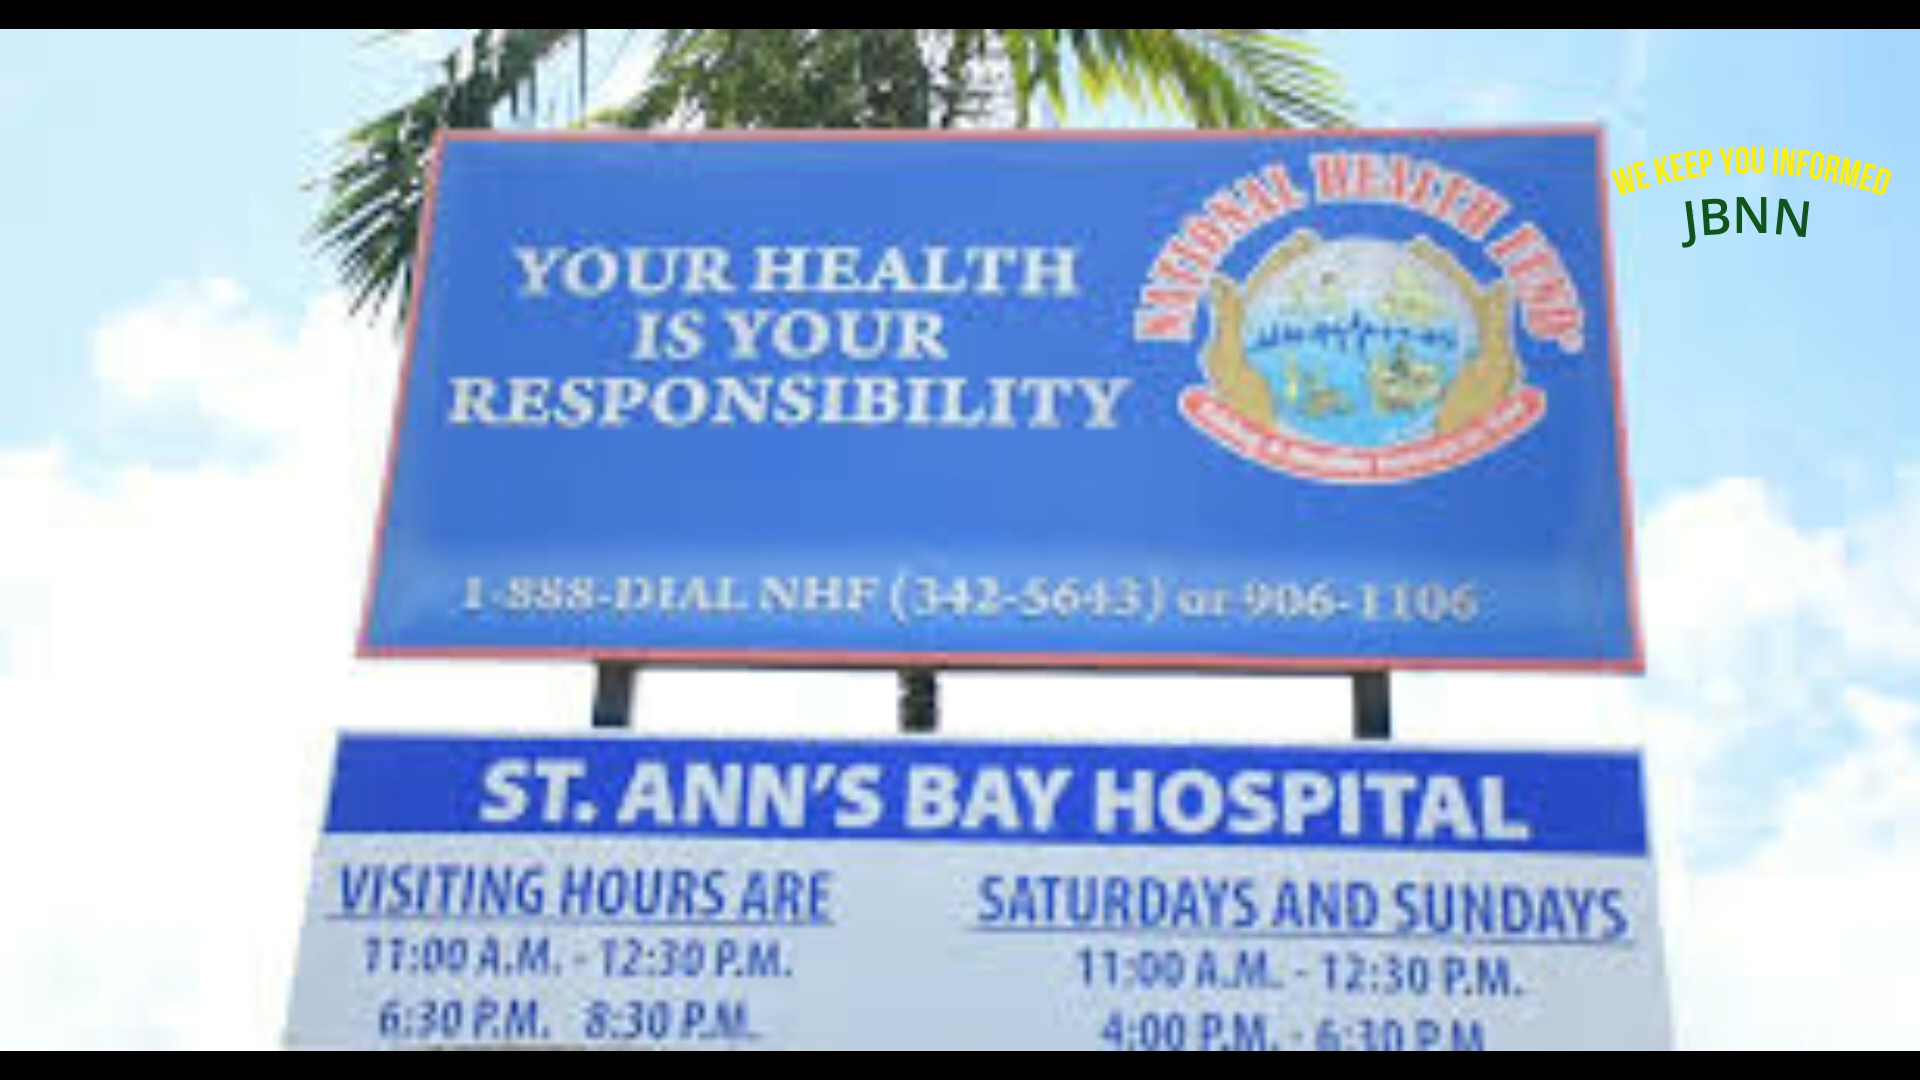 WE KEEP YOU INFORMED
JBNN
NATIONAL HEALTH FUND
YOUR HEALTH
IS YOUR
RESPONSIBILITY
1-888-DIAL NHF (342-5643) or 906-1106
ST. ANN'S BAY HOSPITAL
VISITING HOURS ARE
11:00 A.M. - 12:30 P.M.
6:30 P.M. 8:30 P.M.
SATURDAYS AND SUNDAYS
11:00 A.M. - 12:30 P.M.
4:00 P.M. - 6:30 P.M.